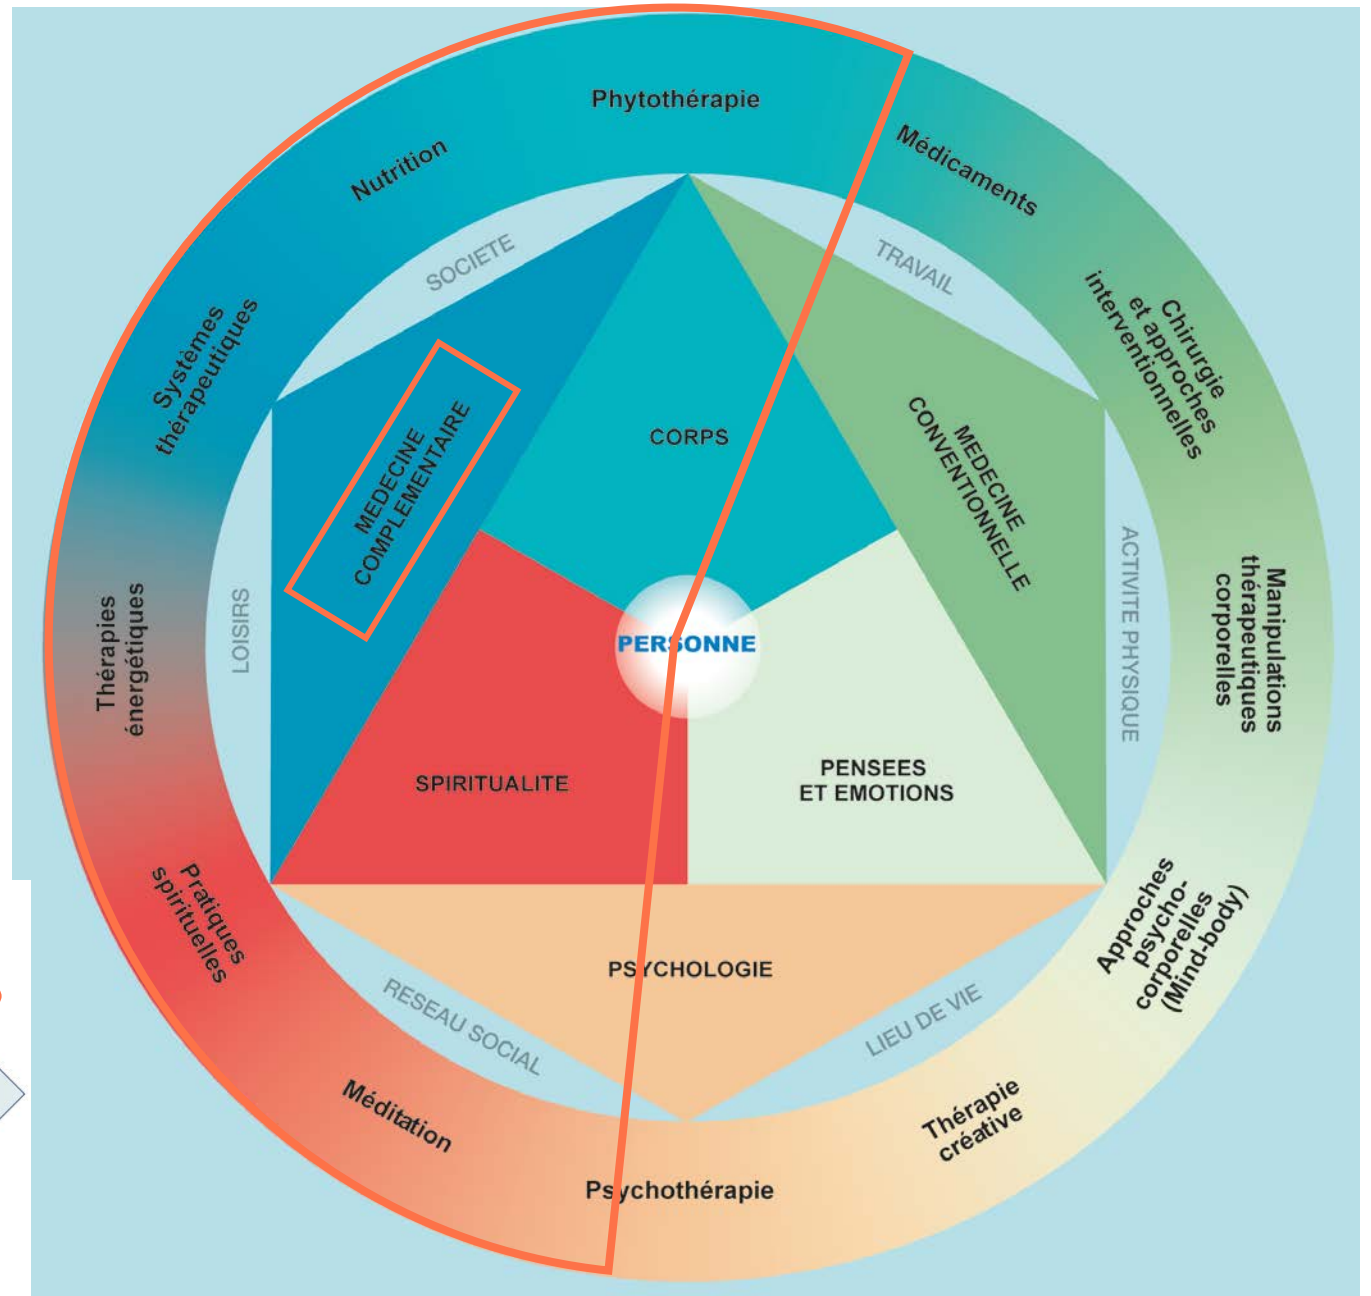 Phytothérapie
Médicaments
Nutrition
SOCIETE
TRAVAIL
Chirurgie
et approches
interventionnelles
Systèmes
thérapeutiques
MEDECINE
COMPLEMENTAIRE
CORPS
MEDECINE
CONVENTIONNELLE
ACTIVITE PHYSIQUE
Manipulations
thérapeutiques
corporelles
Thérapies
énergétiques
LOISIRS
PERSONNE
SPIRITUALITE
PENSEES
ET EMOTIONS
Pratiques
spirituelles
Approches
psycho-
corporelles
(Mind-body)
PSYCHOLOGIE
RESEAU SOCIAL
LIEU DE VIE
Méditation
Thérapie
créative
Psychothérapie